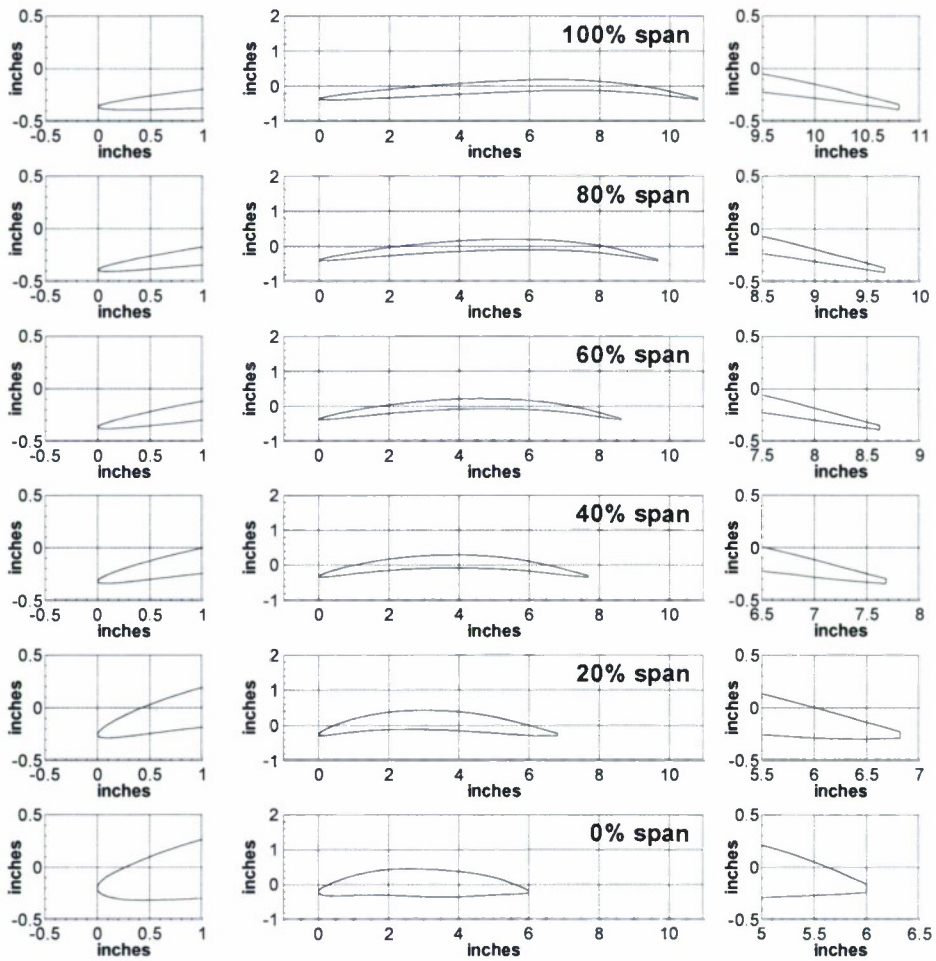 0.5
0
-0.5
inches
-0.5 0 0.5 1
inches
100% span
2
1
0
-1
inches
0 2 4 6 8 10
inches
0.5
0
-0.5
inches
9.5 10 10.5 11
inches
0.5
0
-0.5
inches
-0.5 0 0.5 1
inches
80% span
2
1
0
-1
inches
0 2 4 6 8 10
inches
0.5
0
-0.5
inches
8.5 9 9.5 10
inches
0.5
0
-0.5
inches
-0.5 0 0.5 1
inches
60% span
2
1
0
-1
inches
0 2 4 6 8 10
inches
0.5
0
-0.5
inches
7.5 8 8.5 9
inches
0.5
0
-0.5
inches
-0.5 0 0.5 1
inches
40% span
2
1
0
-1
inches
0 2 4 6 8 10
inches
0.5
0
-0.5
inches
6.5 7 7.5 8
inches
0.5
0
-0.5
inches
-0.5 0 0.5 1
inches
20% span
2
1
0
-1
inches
0 2 4 6 8 10
inches
0.5
0
-0.5
inches
5.5 6 6.5 7
inches
0.5
0
-0.5
inches
-0.5 0 0.5 1
inches
0% span
2
1
0
-1
inches
0 2 4 6 8 10
inches
0.5
0
-0.5
inches
5 5.5 6 6.5
inches